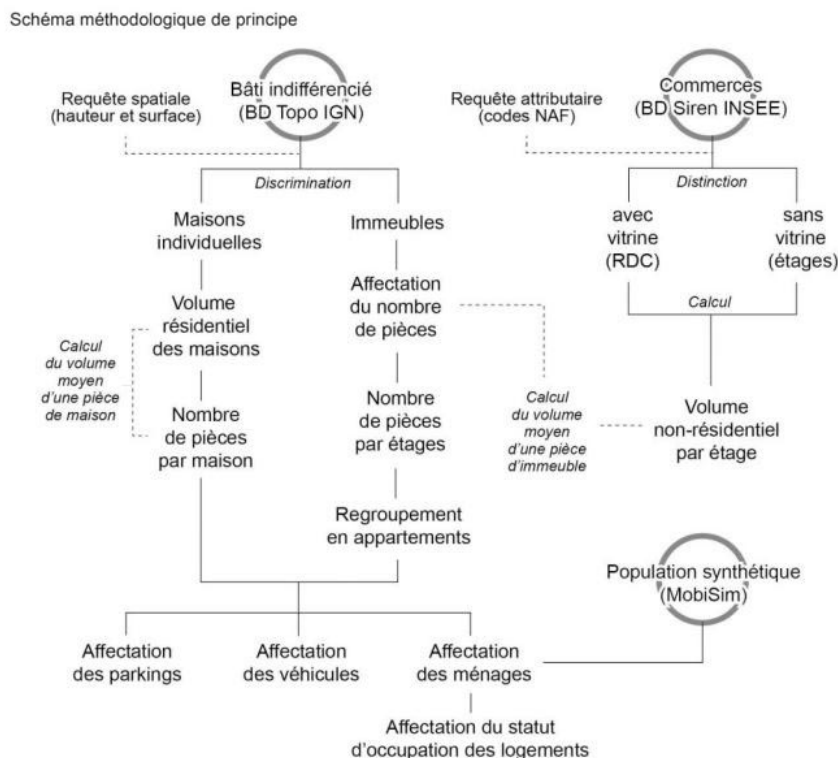 Schéma méthodologique de principe
Requête spatiale
(hauteur et surface)
Bâti indifférencié
(BD Topo IGN)
Requête attributaire
(codes NAF)
Commerces
(BD Siren INSEE)
Discrimination
Distinction
Maisons
individuelles
Immeubles
avec
vitrine
(RDC)
sans
vitrine
(étages)
Volume
résidentiel
des maisons
Affectation
du nombre
de pièces
Calcul
Calcul
du volume
moyen
d'une pièce
de maison
Nombre
de pièces
par maison
Nombre
de pièces
par étages
Calcul
du volume
moyen
d'une pièce
d'immeuble
Volume
non-résidentiel
par étage
Regroupement
en appartements
Population synthétique
(MobiSim)
Affectation
des parkings
Affectation
des véhicules
Affectation
des ménages
Affectation du statut
d'occupation des logements